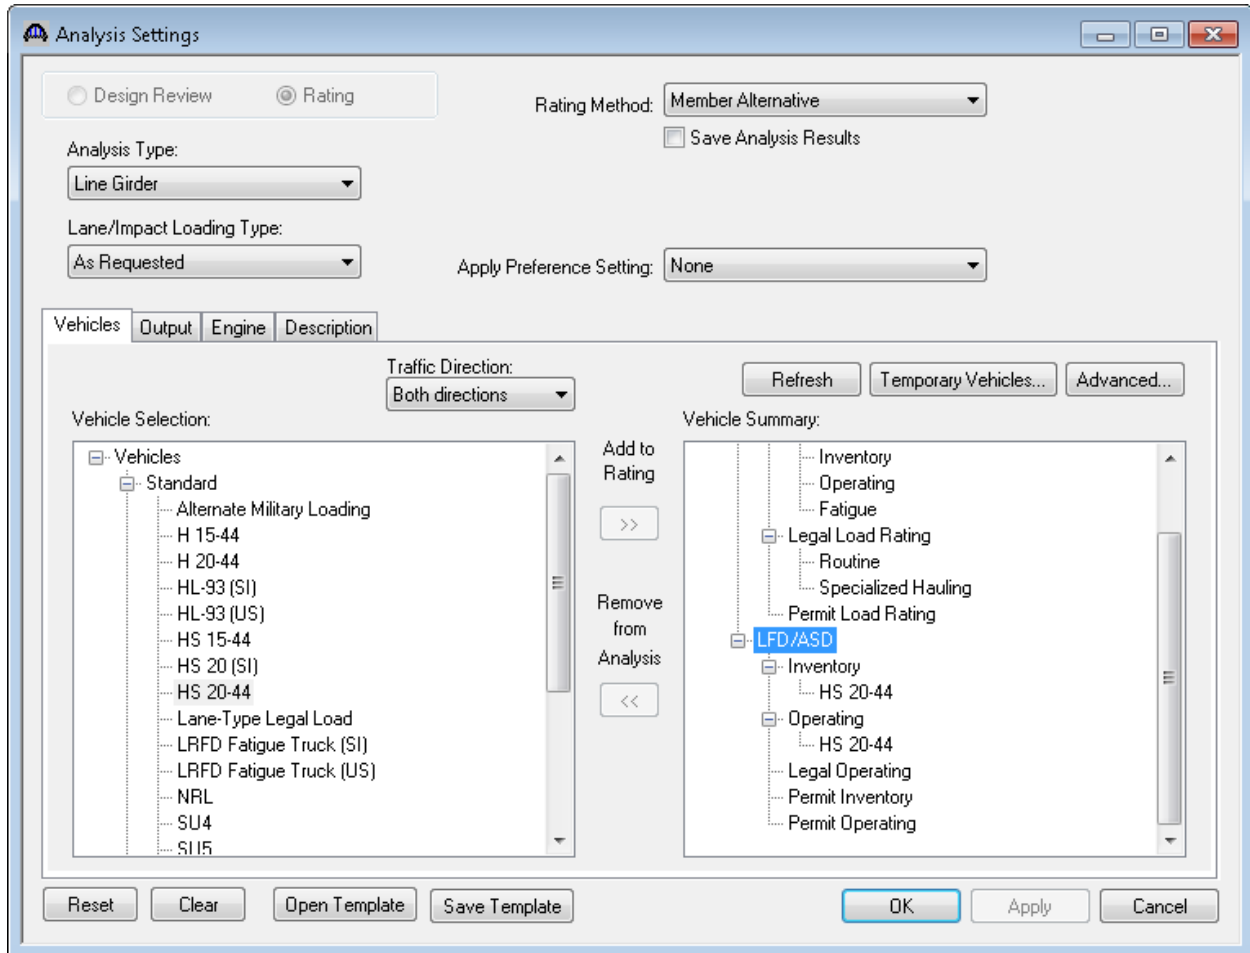 Analysis Settings
Design Review
Rating
Rating Method:
Member Alternative
Save Analysis Results
Analysis Type:
Line Girder
Lane/Impact Loading Type:
As Requested
Apply Preference Setting:
None
Vehicles
Output
Engine
Description
Traffic Direction:
Both directions
Refresh
Temporary Vehicles...
Advanced...
Vehicle Selection:
Vehicles
Standard
Alternate Military Loading
H 15-44
H 20-44
HL-93 (SI)
HL-93 (US)
HS 15-44
HS 20 (SI)
HS 20-44
Lane-Type Legal Load
LRFD Fatigue Truck (SI)
LRFD Fatigue Truck (US)
NRL
SU4
SU5
Add to
Rating
>>
Remove
from
Analysis
<<
Vehicle Summary:
Inventory
Operating
Fatigue
Legal Load Rating
Routine
Specialized Hauling
Permit Load Rating
LFD/ASD
Inventory
HS 20-44
Operating
HS 20-44
Legal Operating
Permit Inventory
Permit Operating
Reset
Clear
Open Template
Save Template
OK
Apply
Cancel